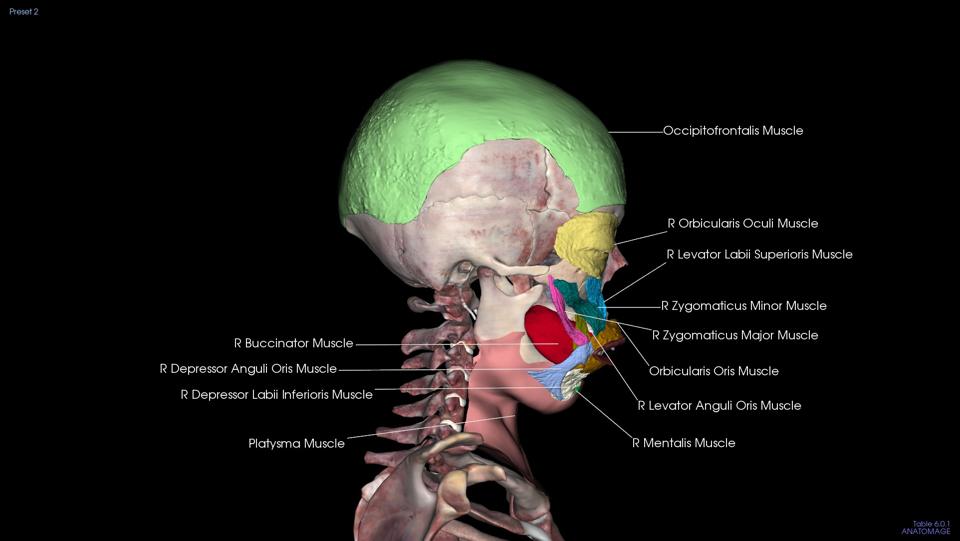 Preset 2
Occipitofrontalis Muscle
R Orbicularis Oculi Muscle
R Levator Labii Superioris Muscle
R Zygomaticus Minor Muscle
R Zygomaticus Major Muscle
R Buccinator Muscle
R Depressor Anguli Oris Muscle
Orbicularis Oris Muscle
R Depressor Labii Inferioris Muscle
R Levator Anguli Oris Muscle
Platysma Muscle
R Mentalis Muscle
Table 6.0.1
ANATOMAGE